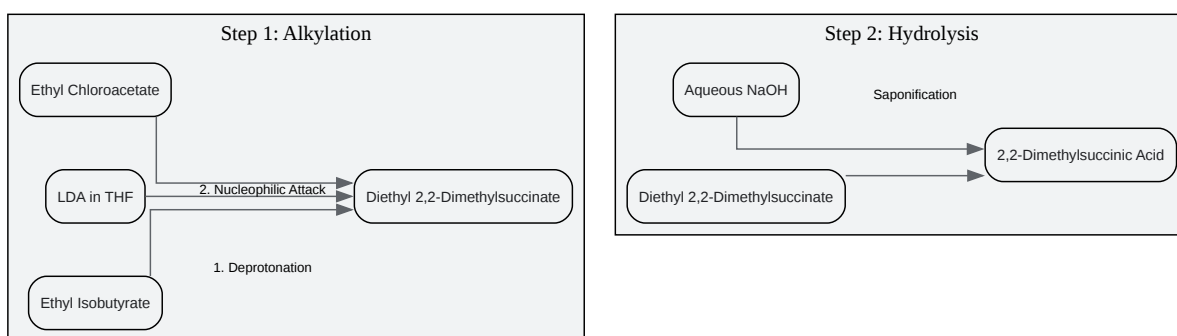 Step 1: Alkylation
Ethyl Chloroacetate
LDA in THF
2. Nucleophilic Attack
Diethyl 2,2-Dimethylsuccinate
1. Deprotonation
Ethyl Isobutyrate
Step 2: Hydrolysis
Aqueous NaOH
Saponification
2,2-Dimethylsuccinic Acid
Diethyl 2,2-Dimethylsuccinate